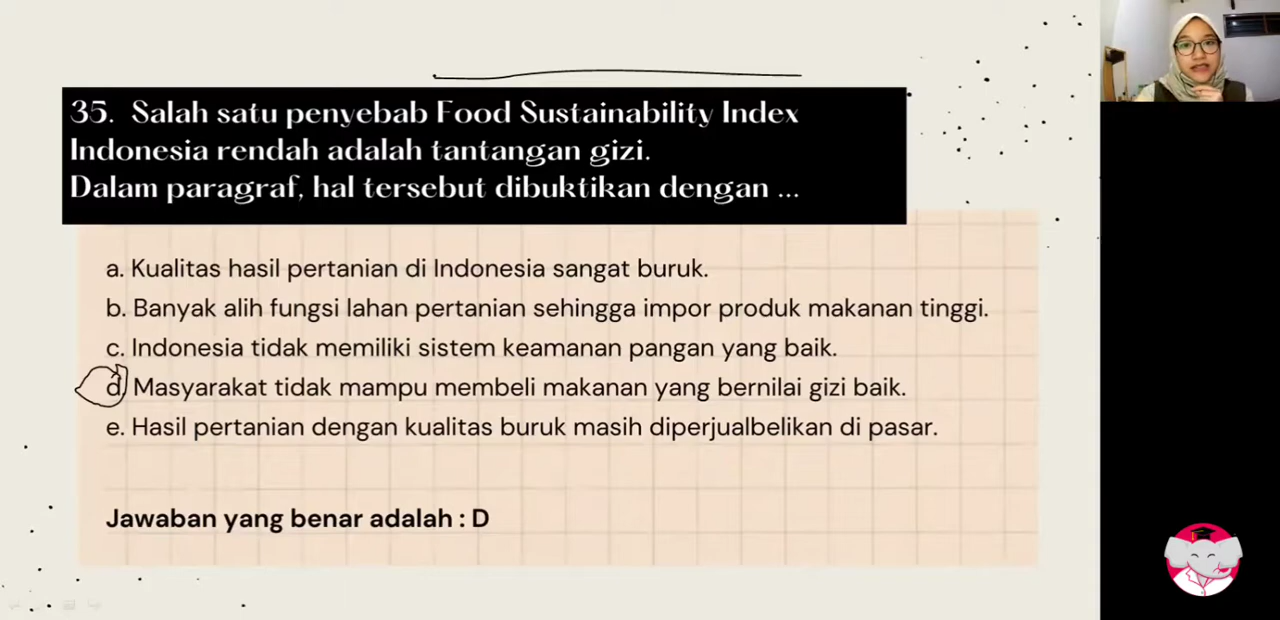 35. Salah satu penyebab Food Sustainability Index
Indonesia rendah adalah tantangan gizi.
Dalam paragraf, hal tersebut dibuktikan dengan ...
a. Kualitas hasil pertanian di Indonesia sangat buruk.
b. Banyak alih fungsi lahan pertanian sehingga impor produk makanan tinggi.
c. Indonesia tidak memiliki sistem keamanan pangan yang baik.
d. Masyarakat tidak mampu membeli makanan yang bernilai gizi baik.
e. Hasil pertanian dengan kualitas buruk masih diperjualbelikan di pasar.
Jawaban yang benar adalah : D